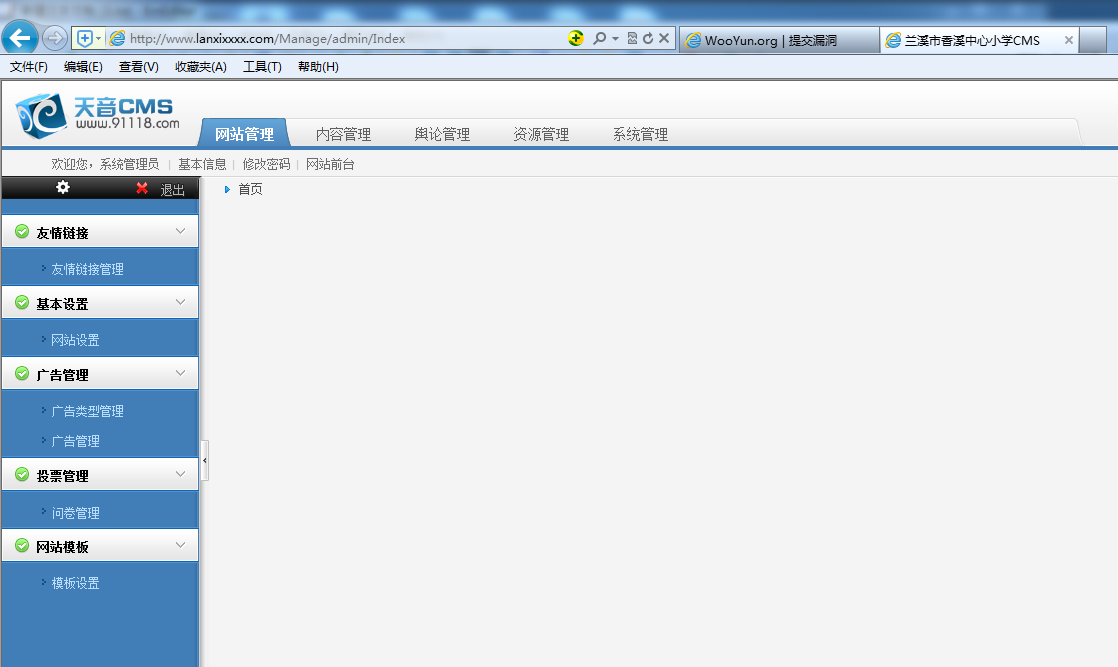 http://www.lanxixxxx.com/Manage/admin/Index
WooYun.org | 提交漏洞
兰溪市香溪中心小学CMS
文件(F) 编辑(E) 查看(V) 收藏夹(A) 工具(T) 帮助(H)
天音CMS
www.91118.com
网站管理 内容管理 舆论管理 资源管理 系统管理
欢迎您，系统管理员 | 基本信息 | 修改密码 | 网站前台
退出
首页
友情链接
友情链接管理
基本设置
网站设置
广告管理
广告类型管理
广告管理
投票管理
问卷管理
网站模板
模板设置